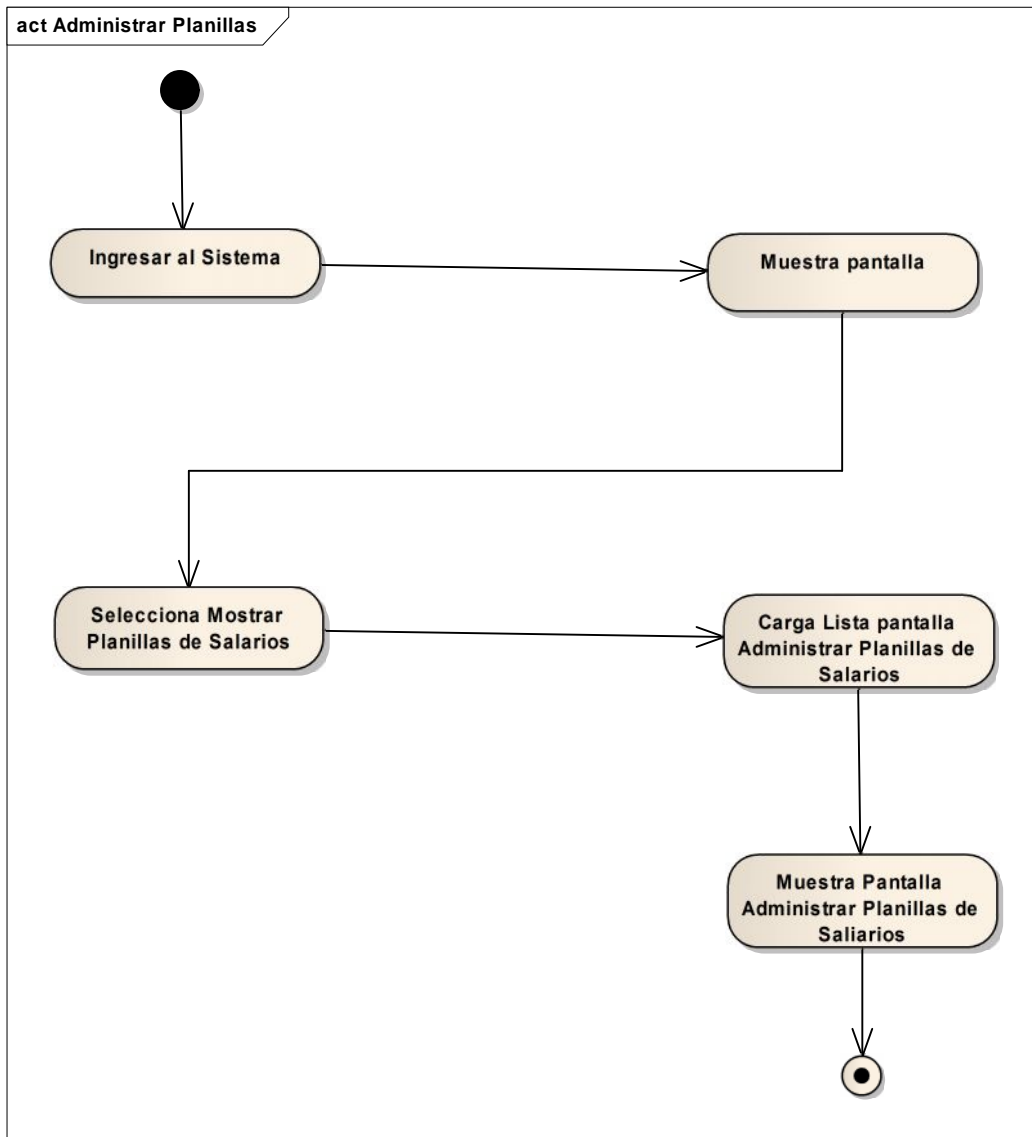 act Administrar Planillas
Ingresar al Sistema
Muestra pantalla
Selecciona Mostrar
Planillas de Salarios
Carga Lista pantalla
Administrar Planillas de
Salarios
Muestra Pantalla
Administrar Planillas de
Saliarios